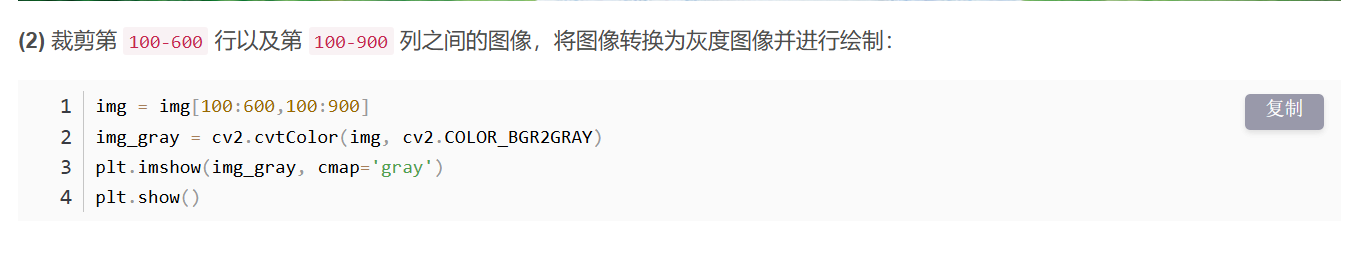 (2) 裁剪第 100-600 行以及第 100-900 列之间的图像，将图像转换为灰度图像并进行绘制：
1 img = img[100:600,100:900]
复制
2 img_gray = cv2.cvtColor(img, cv2.COLOR_BGR2GRAY)
3 plt.imshow(img_gray, cmap='gray')
4 plt.show()